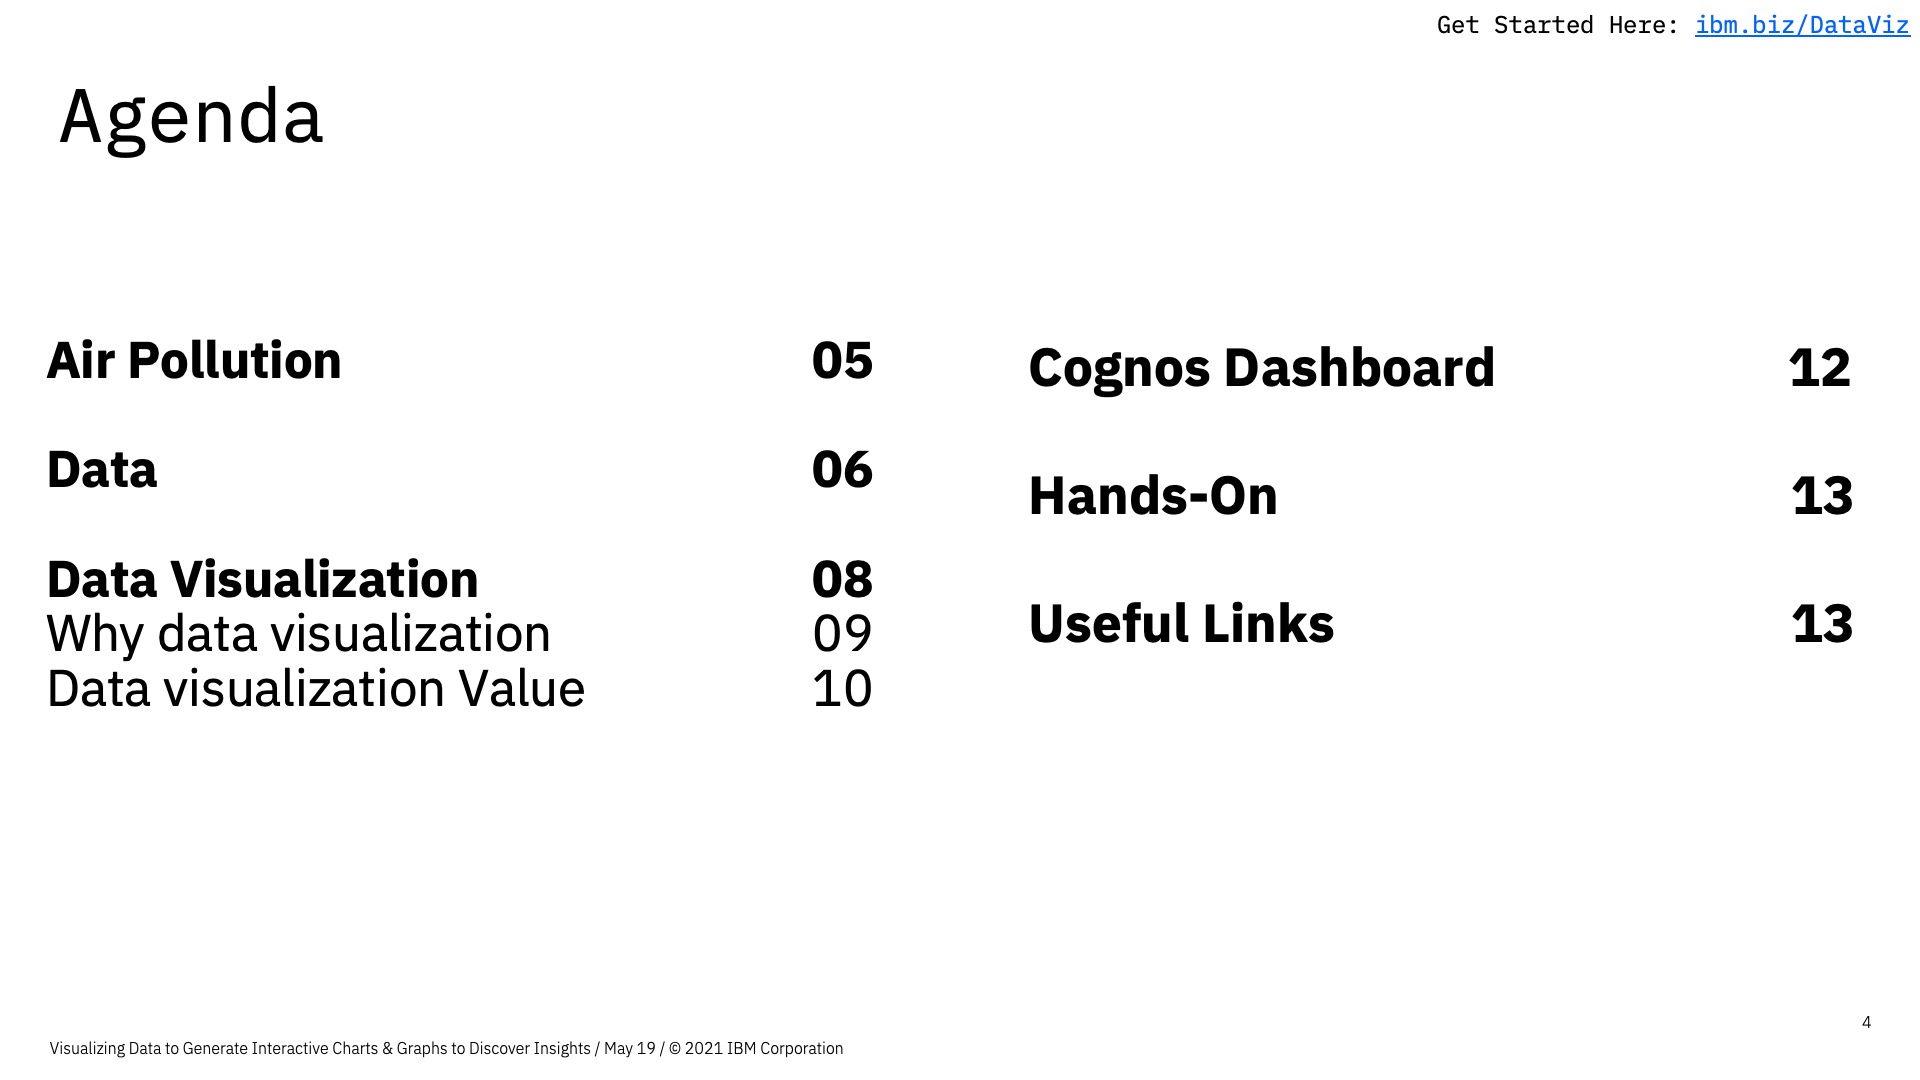 Get Started Here: ibm.biz/DataViz
Agenda
Air Pollution 05
Data 06
Data Visualization 08
Why data visualization 09
Data visualization Value 10
Cognos Dashboard 12
Hands-On 13
Useful Links 13
4
Visualizing Data to Generate Interactive Charts & Graphs to Discover Insights / May 19 / © 2021 IBM Corporation